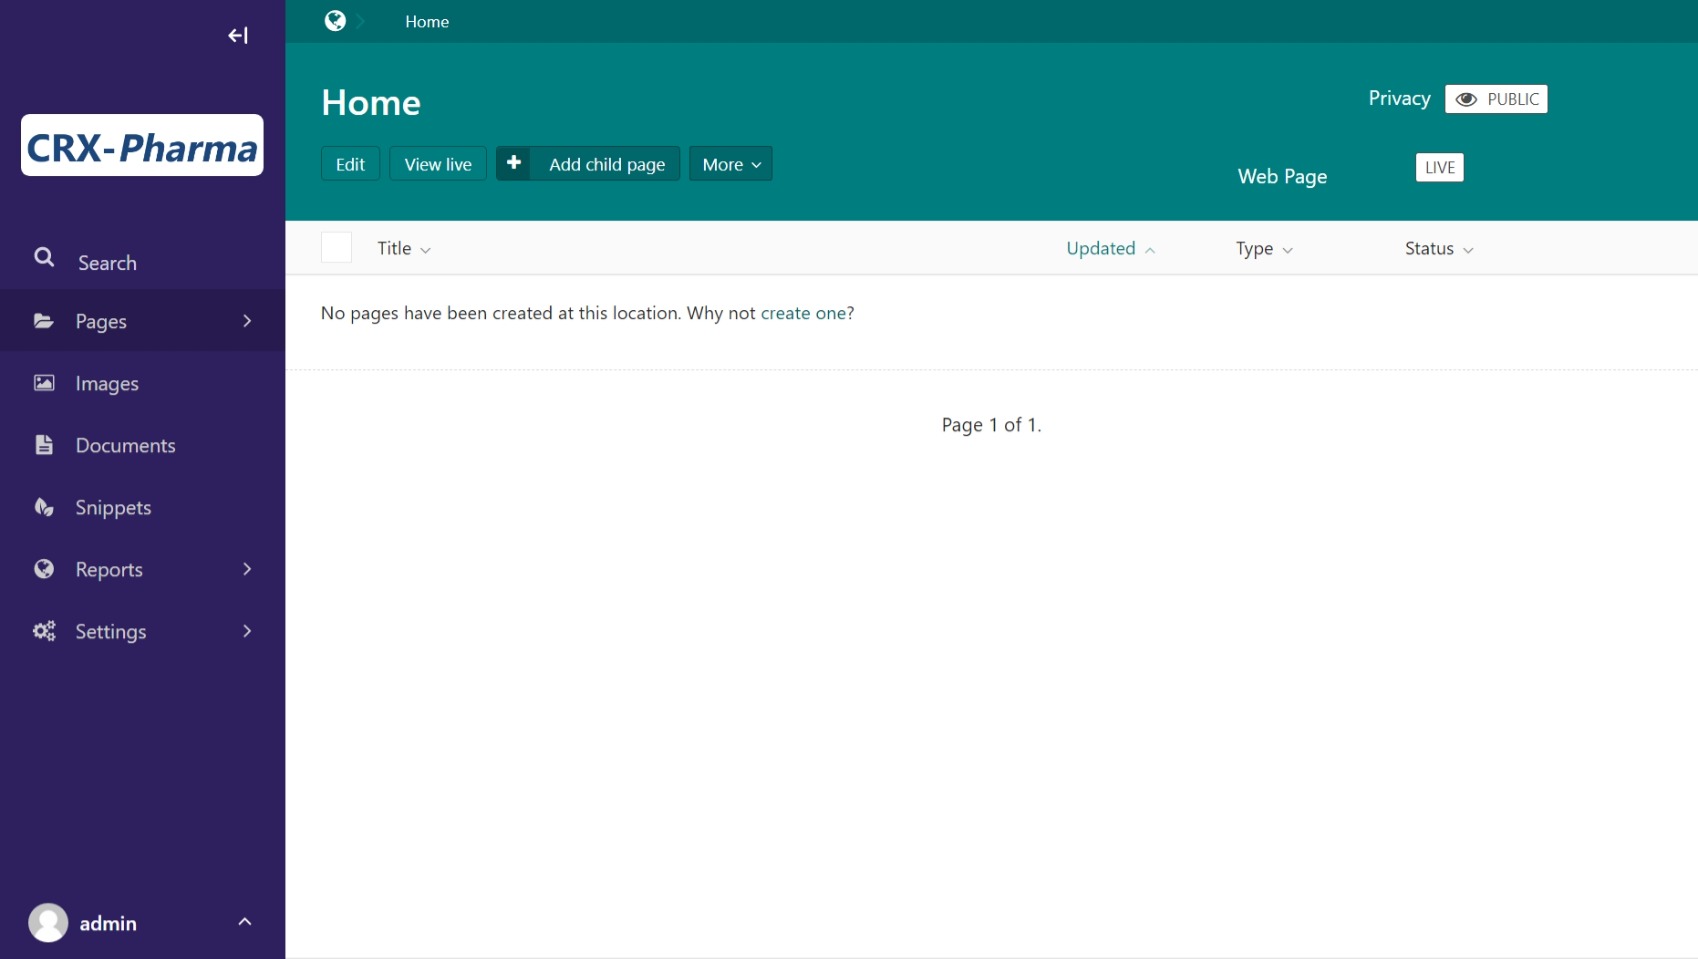 Home
CRX-Pharma
Home
Privacy PUBLIC
Edit View live Add child page More
Web Page LIVE
Title Updated Type Status
Search
Pages
Images
Documents
Snippets
Reports
Settings
No pages have been created at this location. Why not create one?
Page 1 of 1.
admin